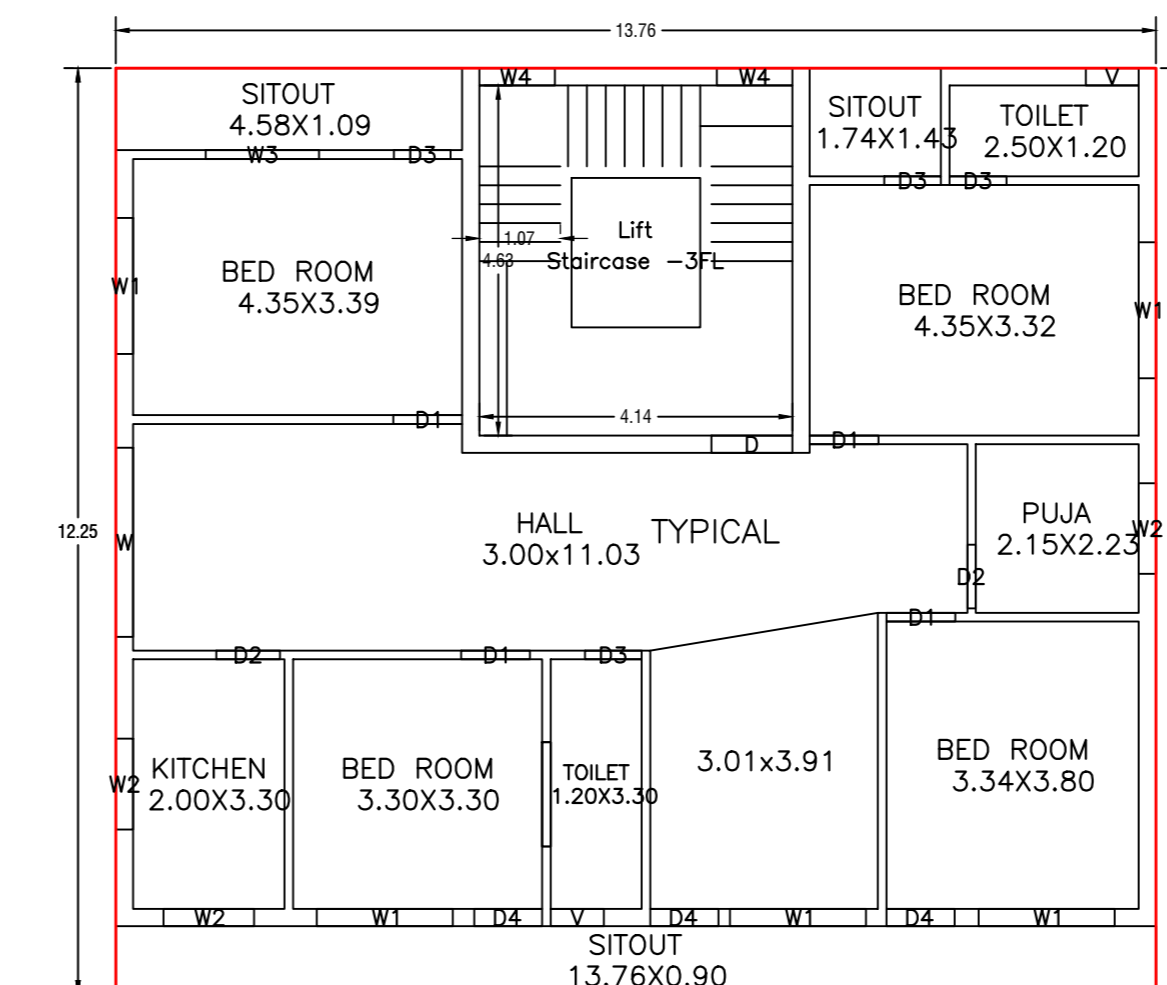 13.76
W4
W4
V
SITOUT
4.58X1.09
SITOUT
1.74X1.43
TOILET
2.50X1.20
W3
D3
D3
D3
1.07
4.63
Lift
Staircase -3FL
W1
BED ROOM
4.35X3.39
BED ROOM
4.35X3.32
W1
D1
4.14
D
D1
12.25
W
HALL
3.00x11.03
TYPICAL
PUJA
2.15X2.23
W2
D2
D1
D2
D1
D3
W2
KITCHEN
2.00X3.30
BED ROOM
3.30X3.30
TOILET
1.20X3.30
3.01x3.91
BED ROOM
3.34X3.80
W2
W1
D4
V
D4
W1
D4
W1
SITOUT
13.76X0.90